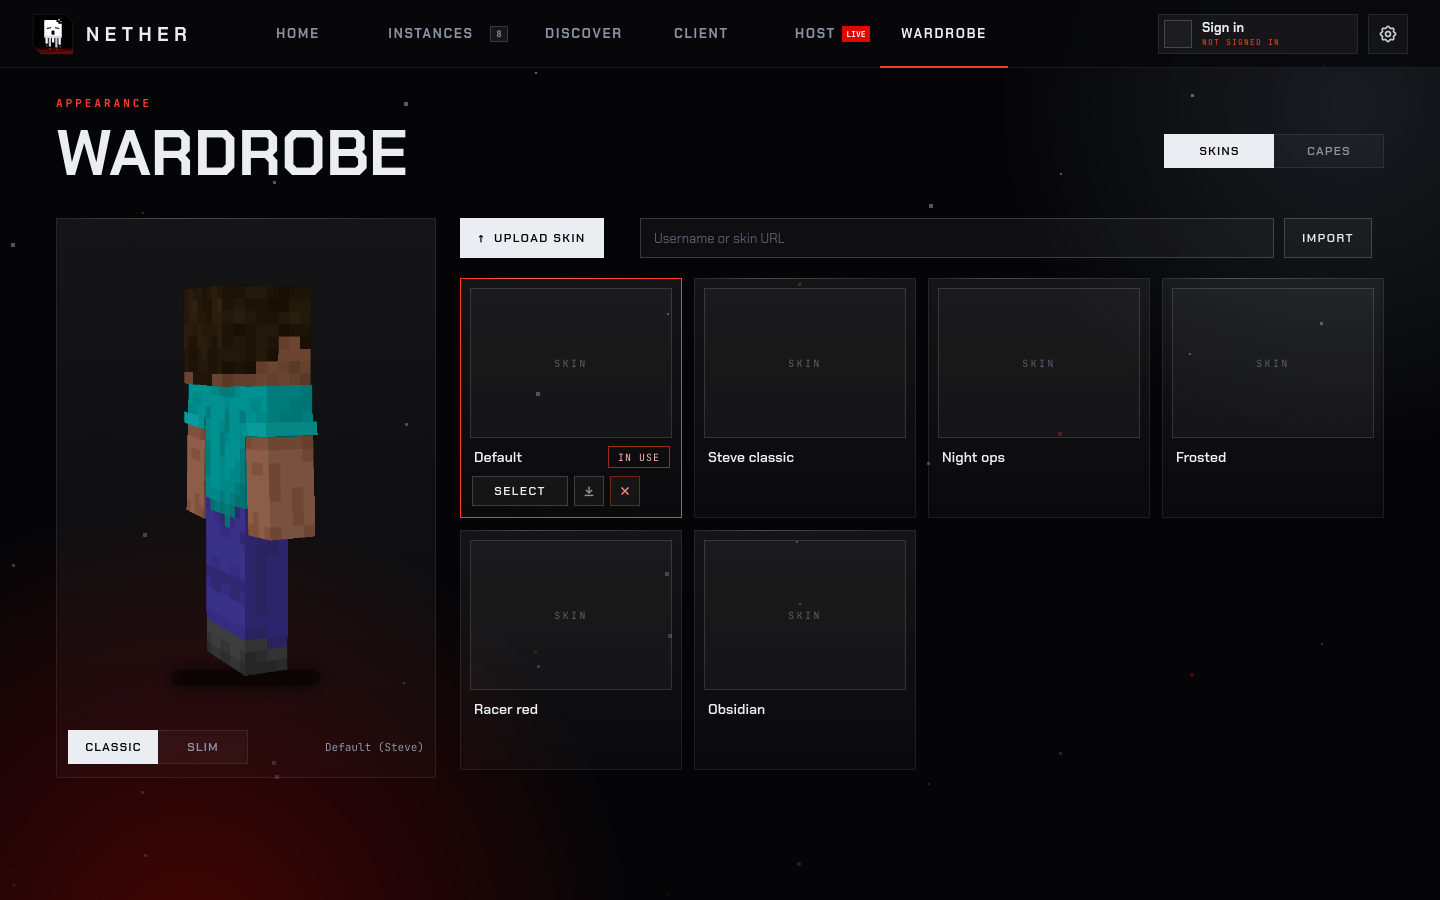 NETHER
HOME
INSTANCES 8
DISCOVER
CLIENT
HOST LIVE
WARDROBE
Sign in
NOT SIGNED IN
APPEARANCE
WARDROBE
SKINS
CAPES
↑ UPLOAD SKIN
Username or skin URL
IMPORT
SKIN
SKIN
SKIN
SKIN
Default
IN USE
Steve classic
Night ops
Frosted
SELECT
SKIN
SKIN
Racer red
Obsidian
CLASSIC
SLIM
Default (Steve)